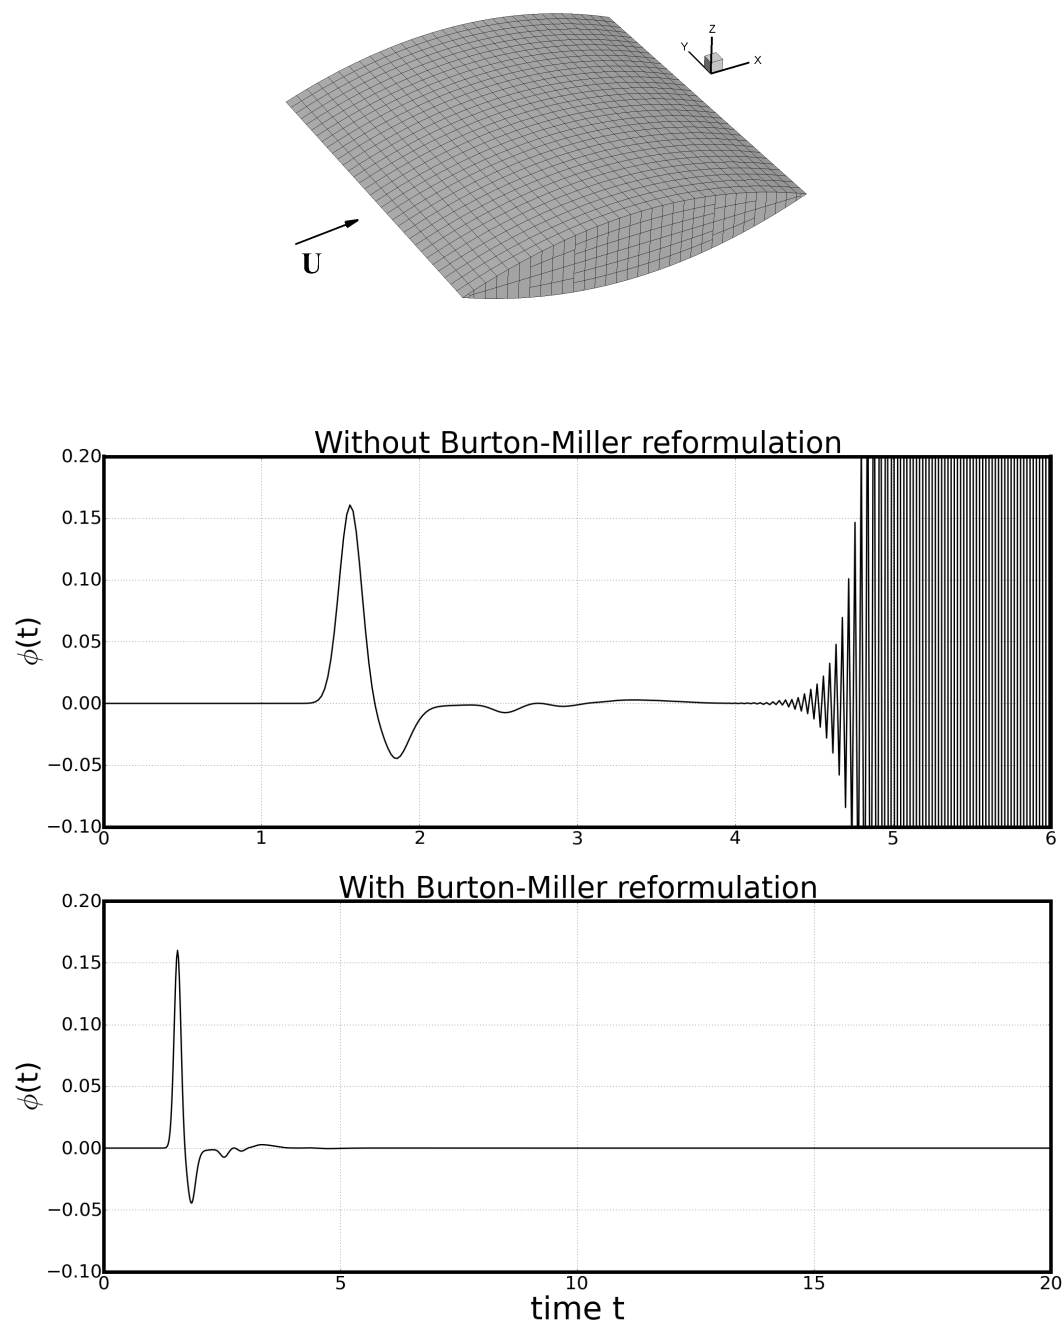 Z
Y
X
U
Without Burton-Miller reformulation
0.20
0.15
0.10
0.05
0.00
−0.05
−0.10
ϕ(t)
0 1 2 3 4 5 6
With Burton-Miller reformulation
0.20
0.15
0.10
0.05
0.00
−0.05
−0.10
ϕ(t)
0 5 10 15 20
time t